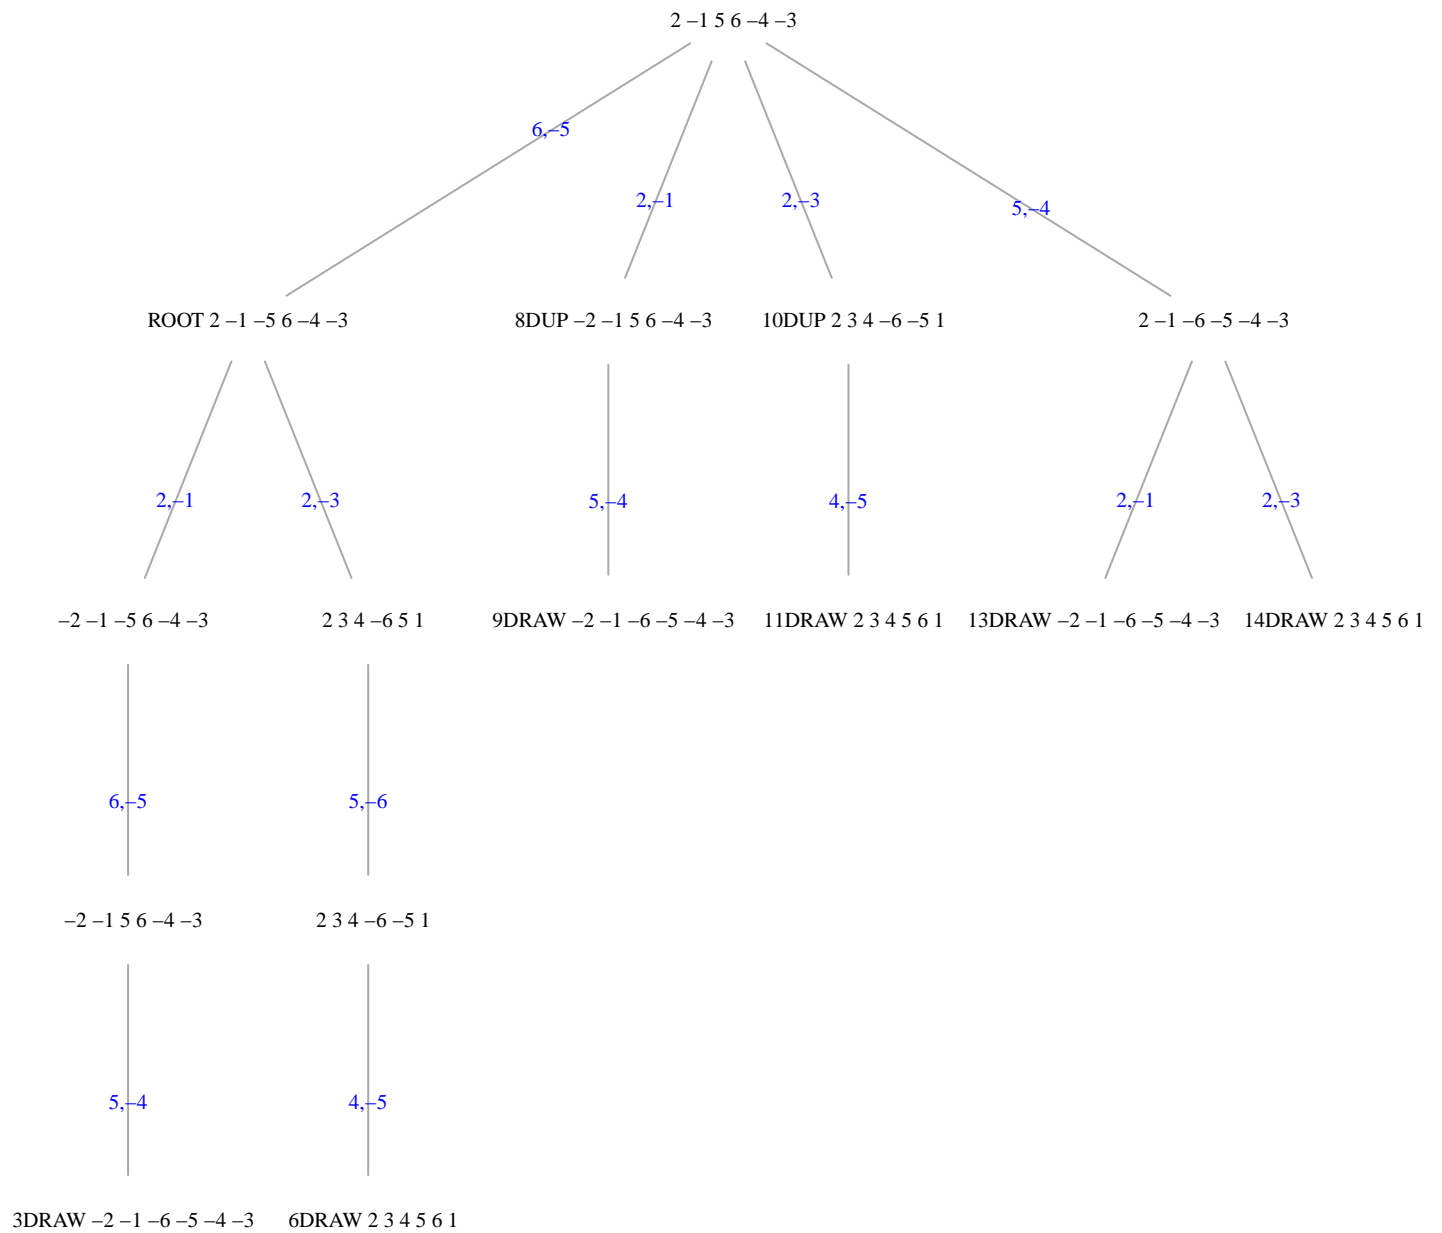 2 –1 5 6 –4 –3
6,–5
2,–1
2,–3
5,–4
ROOT 2 –1 –5 6 –4 –3
8DUP –2 –1 5 6 –4 –3
10DUP 2 3 4 –6 –5 1
2 –1 –6 –5 –4 –3
2,–1
2,–3
5,–4
4,–5
2,–1
2,–3
–2 –1 –5 6 –4 –3
2 3 4 –6 5 1
9DRAW –2 –1 –6 –5 –4 –3
11DRAW 2 3 4 5 6 1
13DRAW –2 –1 –6 –5 –4 –3
14DRAW 2 3 4 5 6 1
6,–5
5,–6
–2 –1 5 6 –4 –3
2 3 4 –6 –5 1
5,–4
4,–5
3DRAW –2 –1 –6 –5 –4 –3
6DRAW 2 3 4 5 6 1